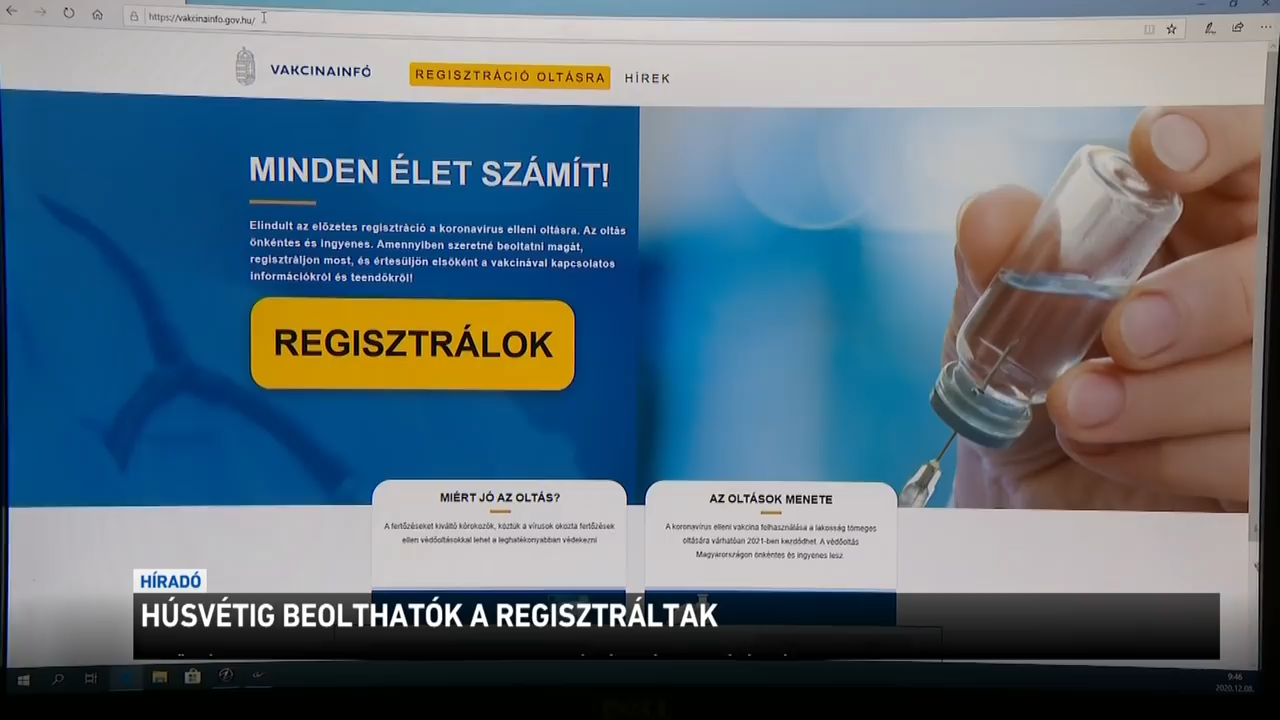 https://vakcinainfo.gov.hu/
VAKCINAINFÓ
REGISZTRÁCIÓ OLTÁSRA
HÍREK
MINDEN ÉLET SZÁMÍT!
Elindult az előzetes regisztráció a koronavírus elleni oltásra. Az oltás
önkéntes és ingyenes. Amennyiben szeretné beoltatni magát,
regisztráljon most, és értesüljön elsőként a vakcinával kapcsolatos
információkról és teendőkről!
REGISZTRÁLOK
MIÉRT JÓ AZ OLTÁS?
A fertőzéseket kiváltó kórokozók, köztük a vírusok okozta fertőzések
ellen védőoltásokkal lehet a leghatékonyabban védekezni
AZ OLTÁSOK MENETE
A koronavírus elleni vakcina felhasználása a lakosság tömeges
oltására várhatóan 2021-ben kezdődhet. A védőoltás
Magyarországon önkéntes és ingyenes lesz.
HÍRADÓ
HÚSVÉTIG BEOLTHATÓK A REGISZTRÁLTAK
9:46
2020.12.08.